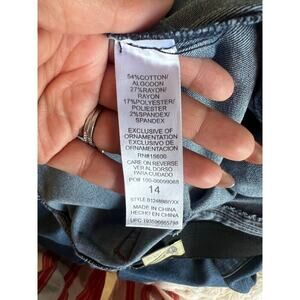 54%COTTON/
ALGODON
27%RAYON/
RAYON
17%POLYESTER/
POLIESTER
2%SPANDEX/
SPANDEX
EXCLUSIVE OF
ORNAMENTATION
EXCLUSIVO DE
ORNAMENTACION
RN#15600
CARE ON REVERSE
VER AL DORSO
PARA CUIDADO
14
MADE IN CHINA
HECHO EN CHINA